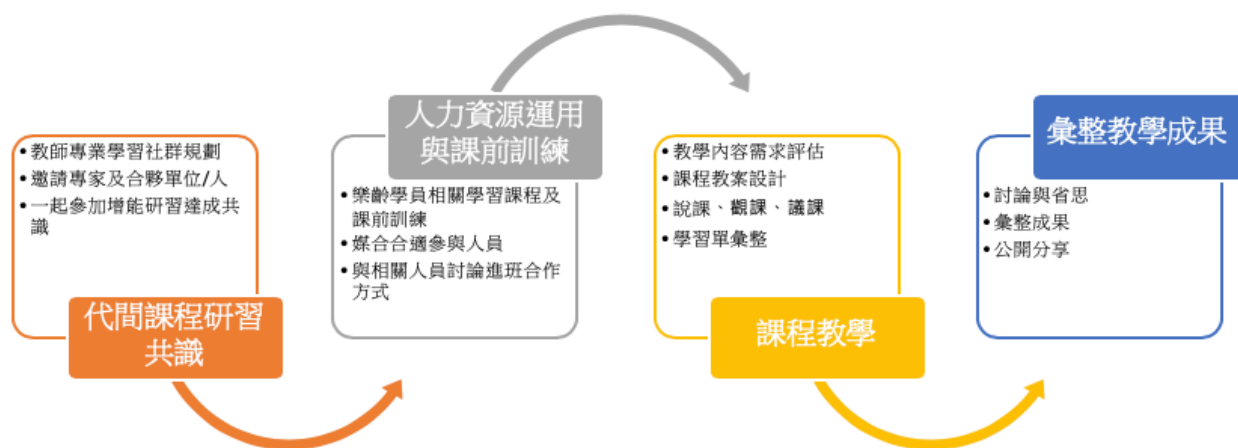 • 教師專業學習社群規劃
• 邀請專家及合夥單位/人
• 一起參加增能研習達成共
識
代間課程研習
共識
人力資源運用
與課前訓練
• 樂齡學員相關學習課程及
課前訓練
• 媒合合適參與人員
• 與相關人員討論進班合作
方式
• 教學內容需求評估
• 課程教案設計
• 說課、觀課、議課
• 學習單彙整
課程教學
彙整教學成果
• 討論與省思
• 彙整成果
• 公開分享